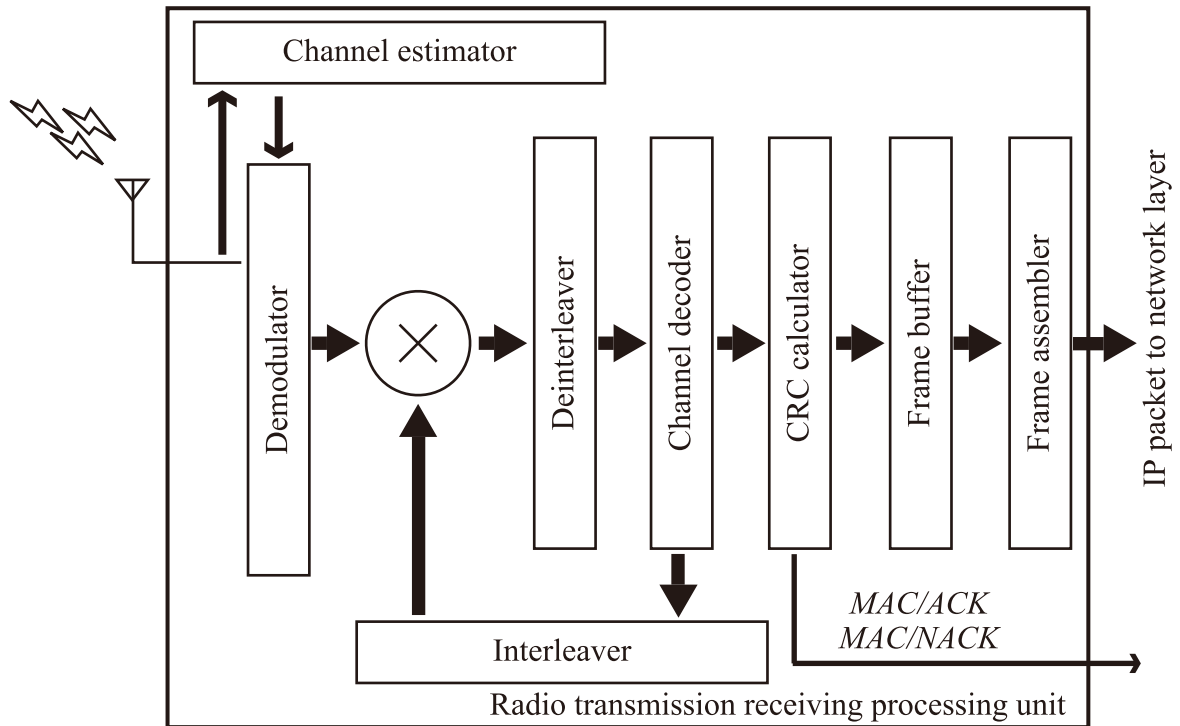 Channel estimator
Demodulator
Deinterleaver
Channel decoder
CRC calculator
Frame buffer
Frame assembler
IP packet to network layer
MAC/ACK
MAC/NACK
Interleaver
Radio transmission receiving processing unit